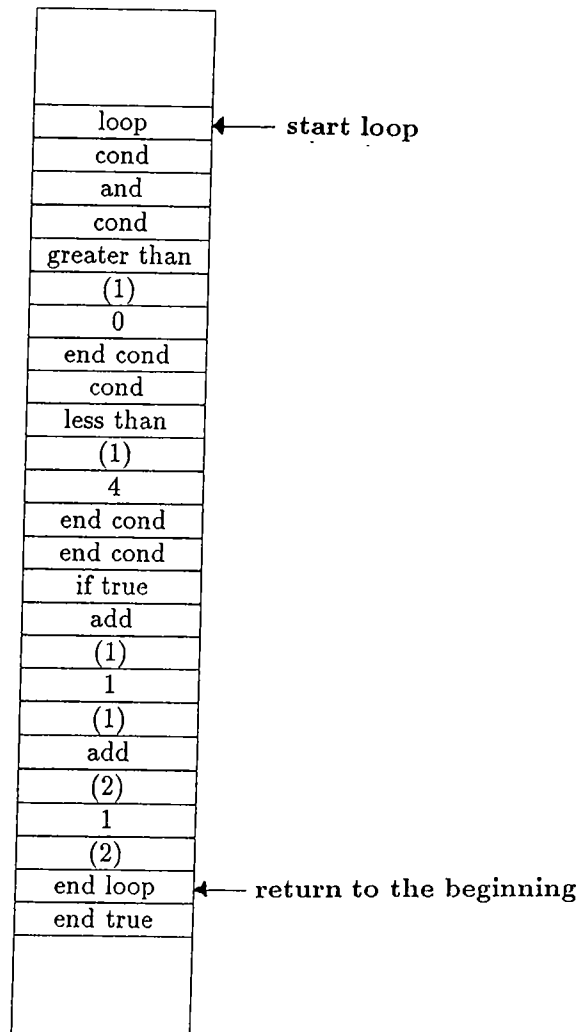 loop start loop
cond
and
cond
greater than
(1)
0
end cond
cond
less than
(1)
4
end cond
end cond
if true
add
(1)
1
(1)
add
(2)
1
(2)
end loop return to the beginning
end true